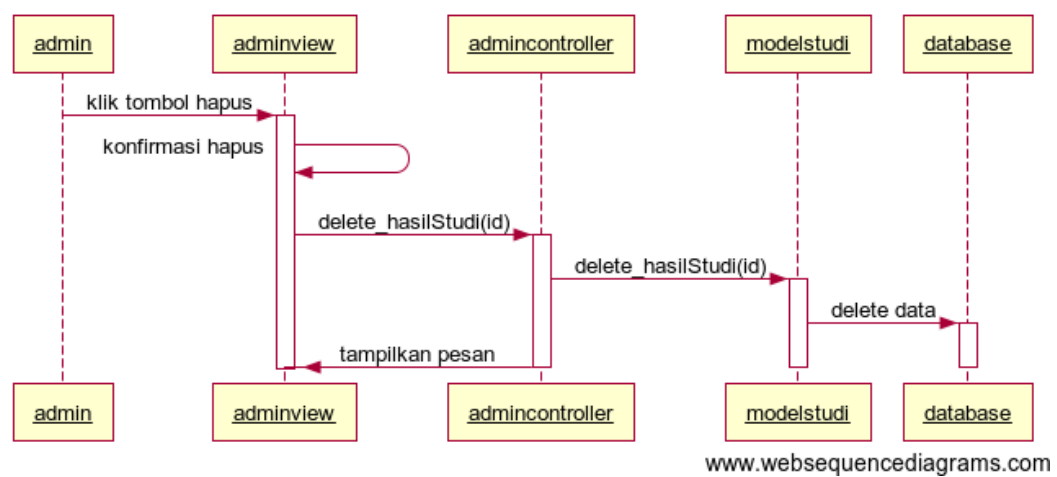 admin
adminview
admincontroller
modelstudi
database
klik tombol hapus
konfirmasi hapus
delete_hasilStudi(id)
delete_hasilStudi(id)
delete data
tampilkan pesan
admin
adminview
admincontroller
modelstudi
database
www.websequencediagrams.com